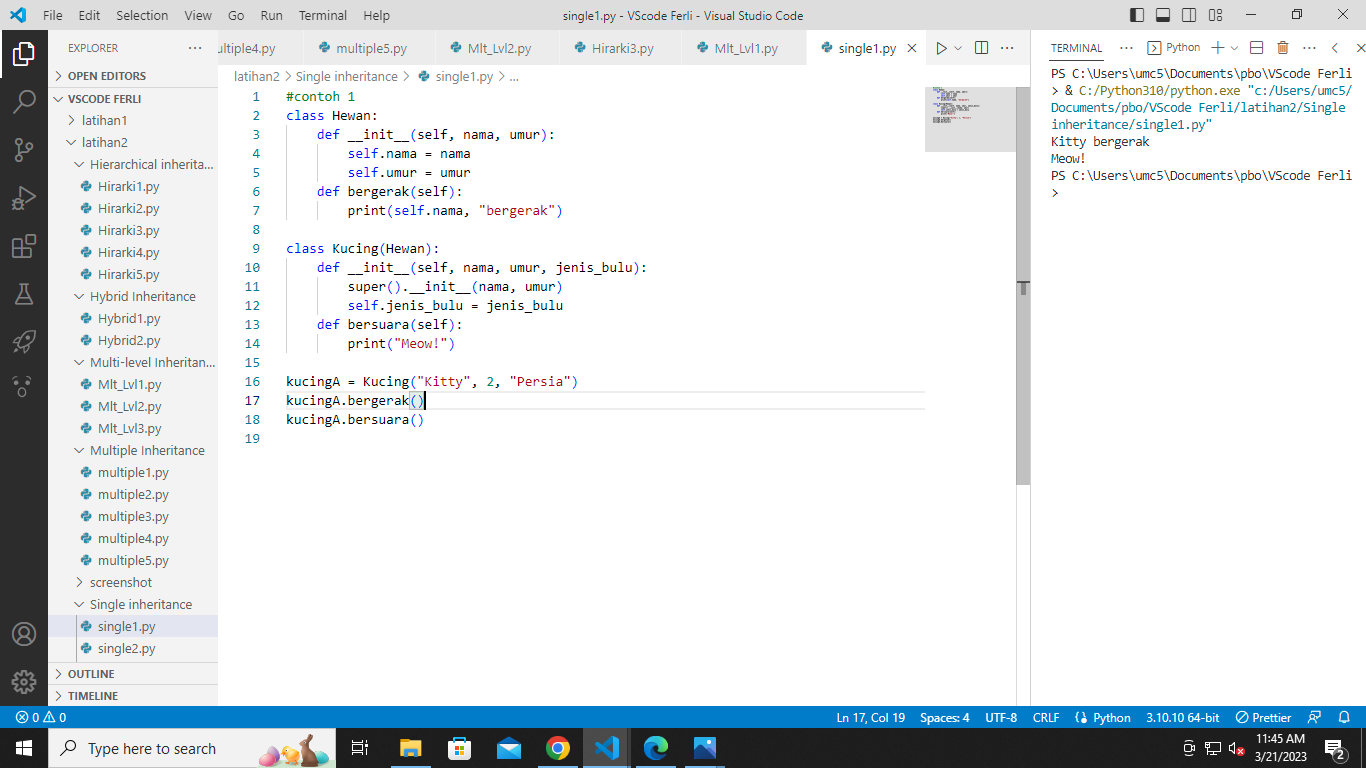 File Edit Selection View Go Run Terminal Help
single1.py - VScode Ferli - Visual Studio Code
EXPLORER
OPEN EDITORS
VSCODE FERLI
latihan1
latihan2
Hierarchical inherita...
Hirarki1.py
Hirarki2.py
Hirarki3.py
Hirarki4.py
Hirarki5.py
Hybrid Inheritance
Hybrid1.py
Hybrid2.py
Multi-level Inheritan...
Mlt_Lvl1.py
Mlt_Lvl2.py
Mlt_Lvl3.py
Multiple Inheritance
multiple1.py
multiple2.py
multiple3.py
multiple4.py
multiple5.py
screenshot
Single inheritance
single1.py
single2.py
OUTLINE
TIMELINE
ultiple4.py multiple5.py Mlt_Lvl2.py Hirarki3.py Mlt_Lvl1.py single1.py
latihan2 > Single inheritance > single1.py > ...
1 #contoh 1
2 class Hewan:
3 def __init__(self, nama, umur):
4 self.nama = nama
5 self.umur = umur
6 def bergerak(self):
7 print(self.nama, "bergerak")
8
9 class Kucing(Hewan):
10 def __init__(self, nama, umur, jenis_bulu):
11 super().__init__(nama, umur)
12 self.jenis_bulu = jenis_bulu
13 def bersuara(self):
14 print("Meow!")
15
16 kucingA = Kucing("Kitty", 2, "Persia")
17 kucingA.bergerak()
18 kucingA.bersuara()
19
TERMINAL
Python
PS C:\Users\umc5\Documents\pbo\VScode Ferli
> & C:/Python310/python.exe "c:/Users/umc5/
Documents/pbo/VScode Ferli/latihan2/Single
inheritance/single1.py"
Kitty bergerak
Meow!
PS C:\Users\umc5\Documents\pbo\VScode Ferli
>
0 0
Ln 17, Col 19 Spaces: 4 UTF-8 CRLF Python 3.10.10 64-bit Prettier
Type here to search
11:45 AM
3/21/2023
2